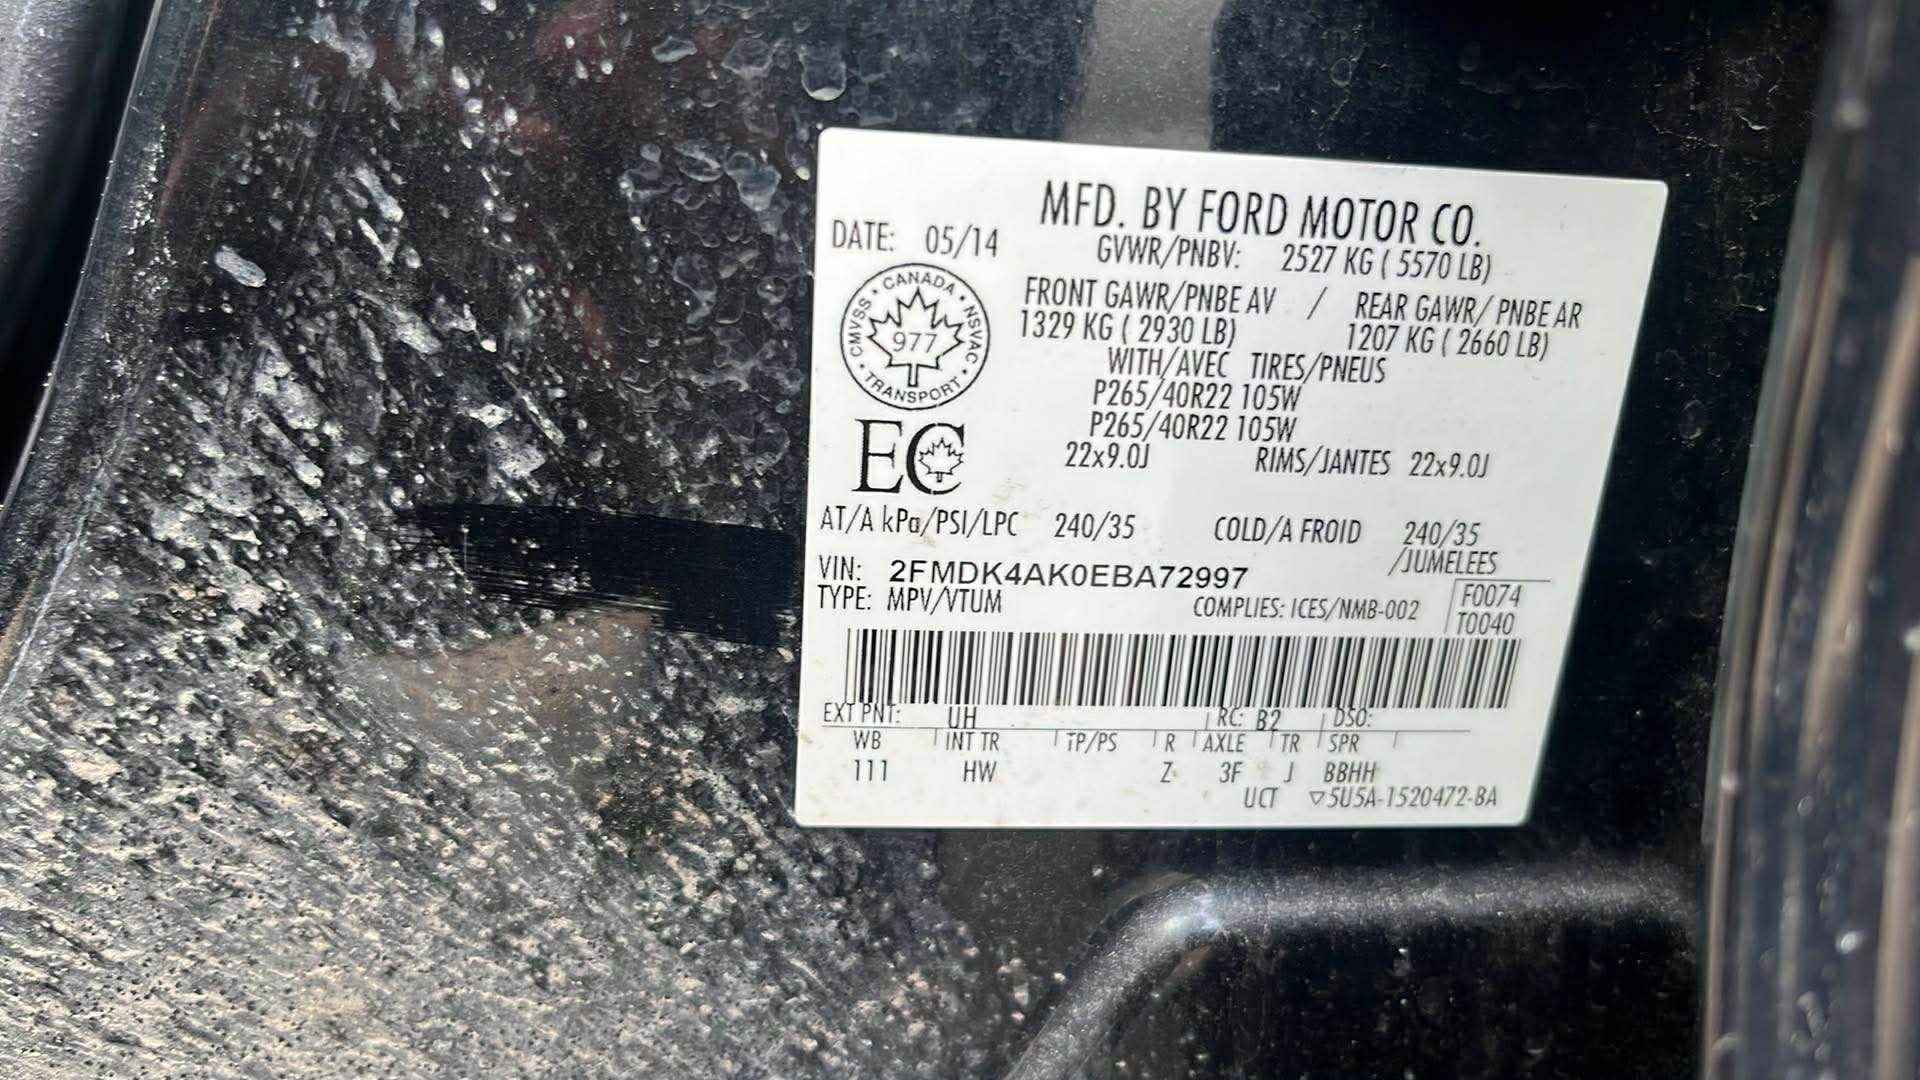 MFD. BY FORD MOTOR CO.
DATE: 05/14
GVWR/PNBV: 2527 KG ( 5570 LB)
FRONT GAWR/PNBE AV / REAR GAWR/ PNBE AR
1329 KG ( 2930 LB) 1207 KG ( 2660 LB)
WITH/AVEC TIRES/PNEUS
P265/40R22 105W
P265/40R22 105W
22x9.0J RIMS/JANTES 22x9.0J
CANADA • NSVAC • TRANSPORT • CMVSS •
977
EC
AT/A kPa/PSI/LPC 240/35 COLD/A FROID 240/35
/JUMELEES
VIN: 2FMDK4AK0EBA72997
TYPE: MPV/VTUM COMPLIES: ICES/NMB-002
F0074
T0040
EXT PNT: UH RC: B2 DSO:
WB INT TR TP/PS R AXLE TR SPR
111 HW Z 3F J BBHH
UCT ▽5U5A-1520472-BA